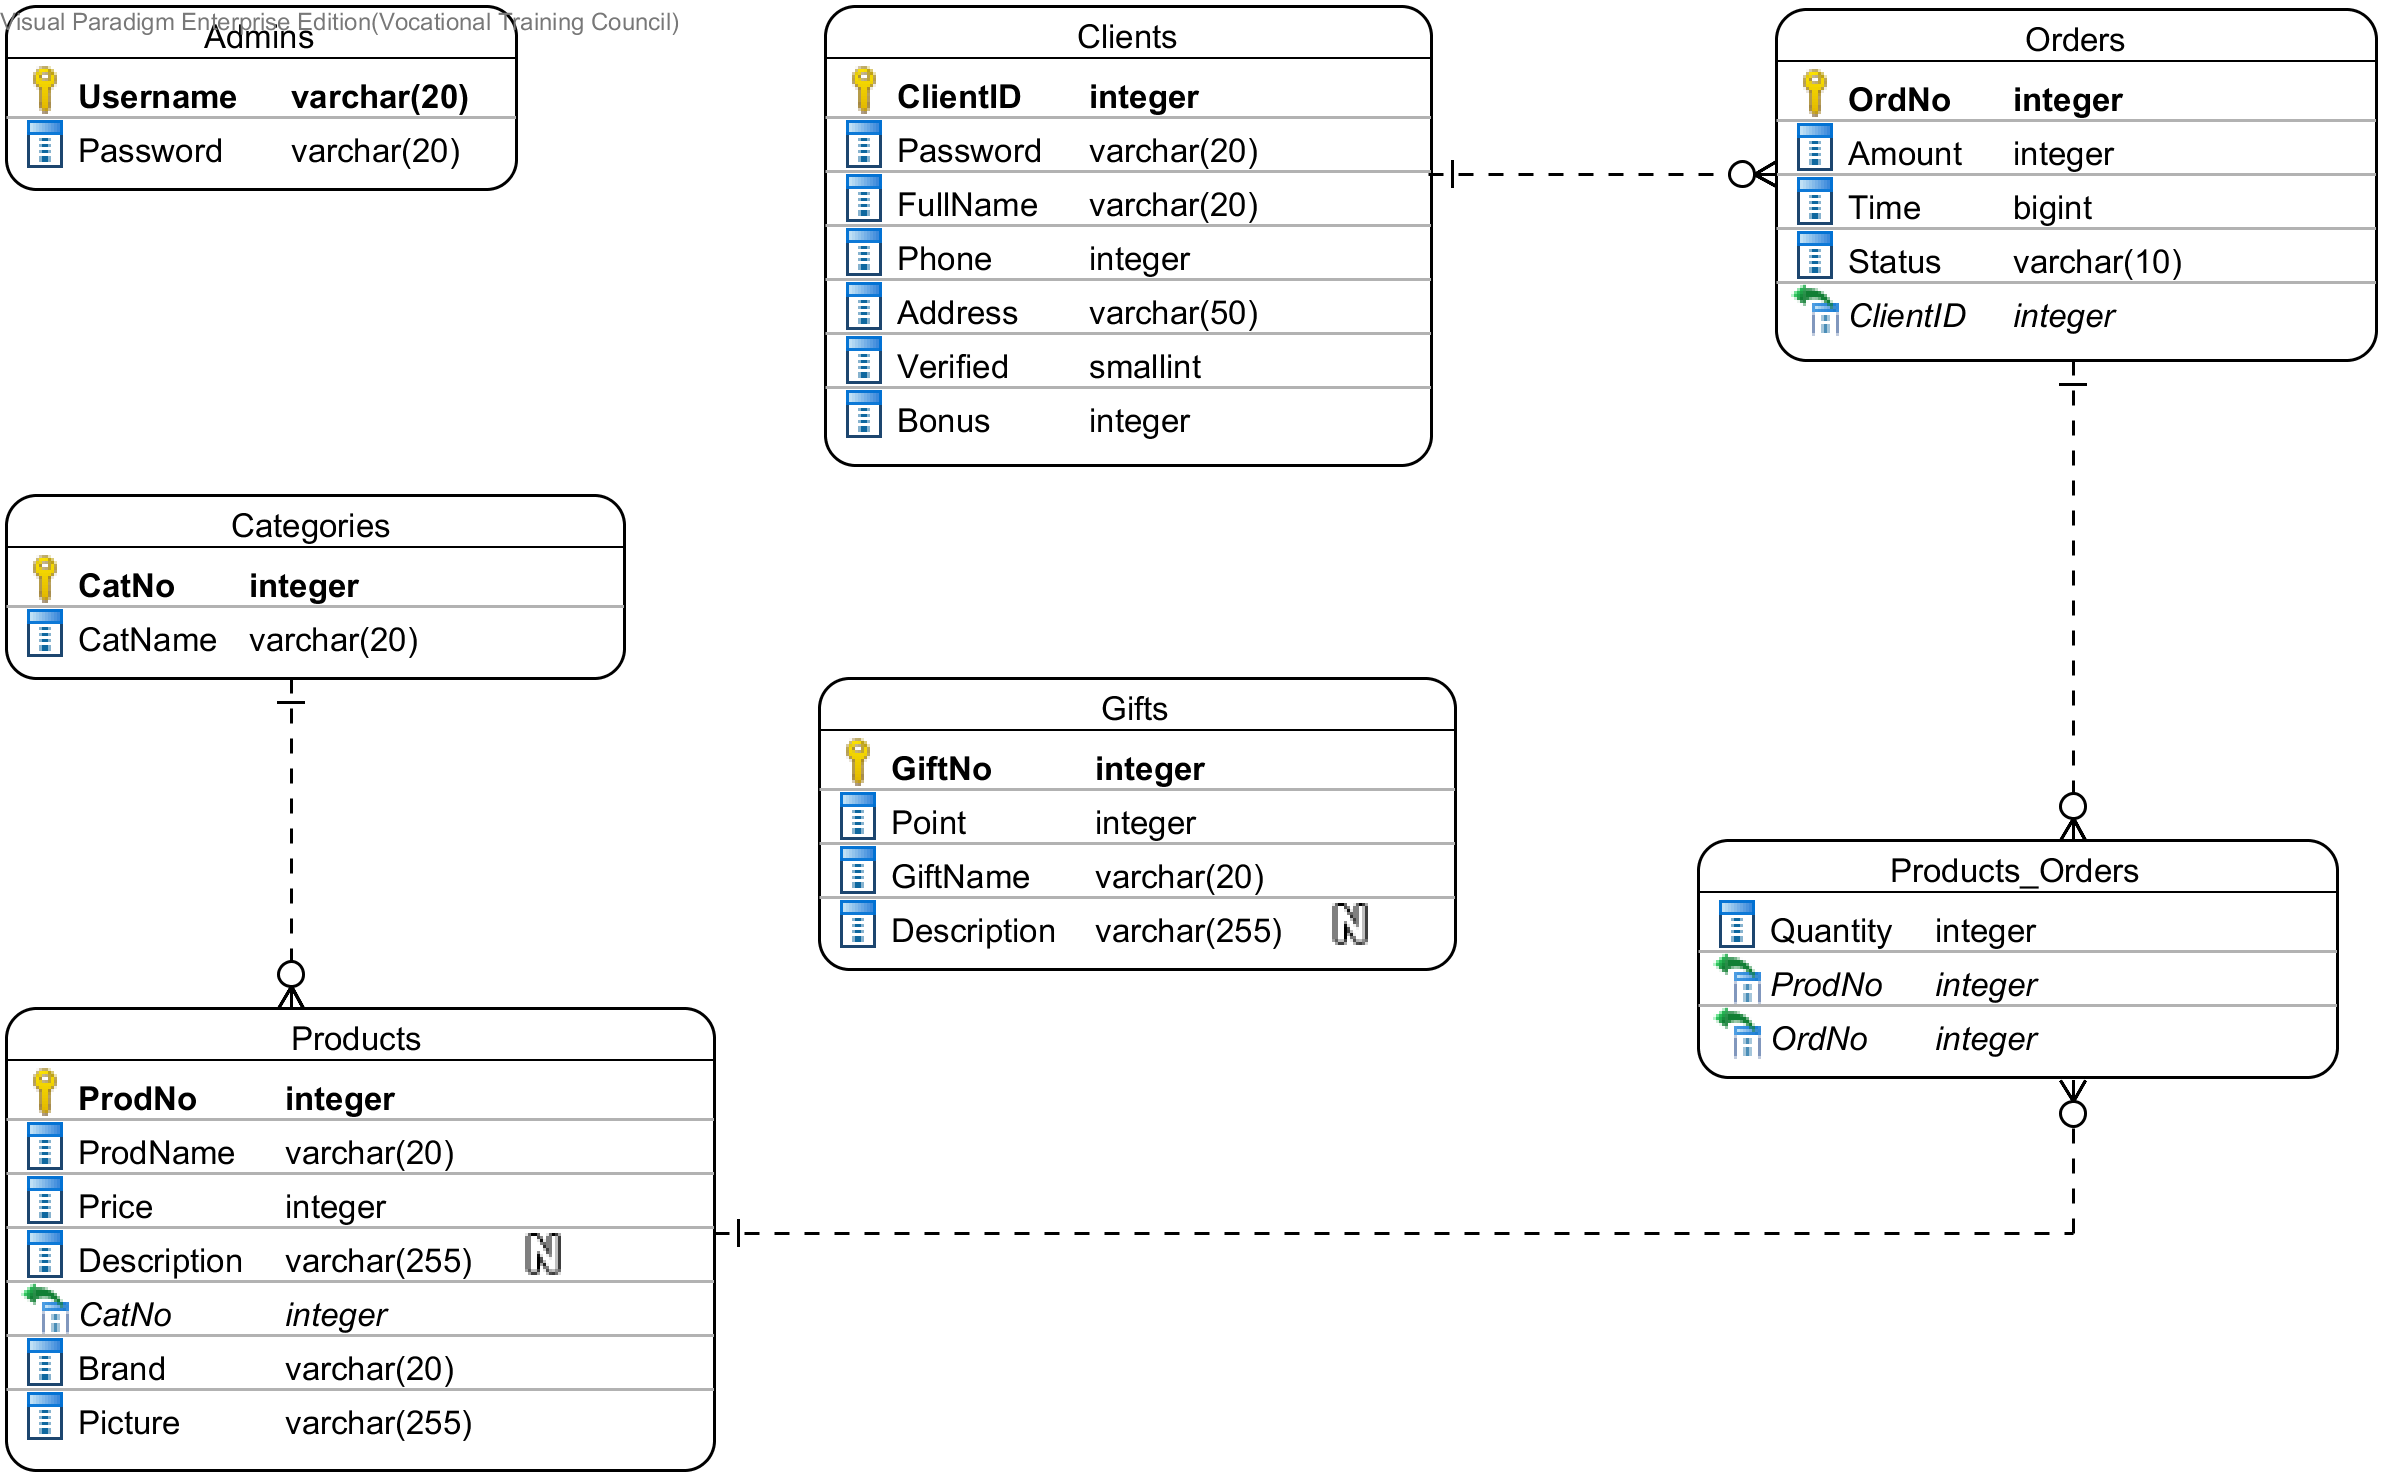 Visual Paradigm Enterprise Edition(Vocational Training Council)
Admins
Username varchar(20)
Password varchar(20)
Clients
ClientID integer
Password varchar(20)
FullName varchar(20)
Phone integer
Address varchar(50)
Verified smallint
Bonus integer
Orders
OrdNo integer
Amount integer
Time bigint
Status varchar(10)
ClientID integer
Categories
CatNo integer
CatName varchar(20)
Gifts
GiftNo integer
Point integer
GiftName varchar(20)
Description varchar(255) N
Products_Orders
Quantity integer
ProdNo integer
OrdNo integer
Products
ProdNo integer
ProdName varchar(20)
Price integer
Description varchar(255) N
CatNo integer
Brand varchar(20)
Picture varchar(255)